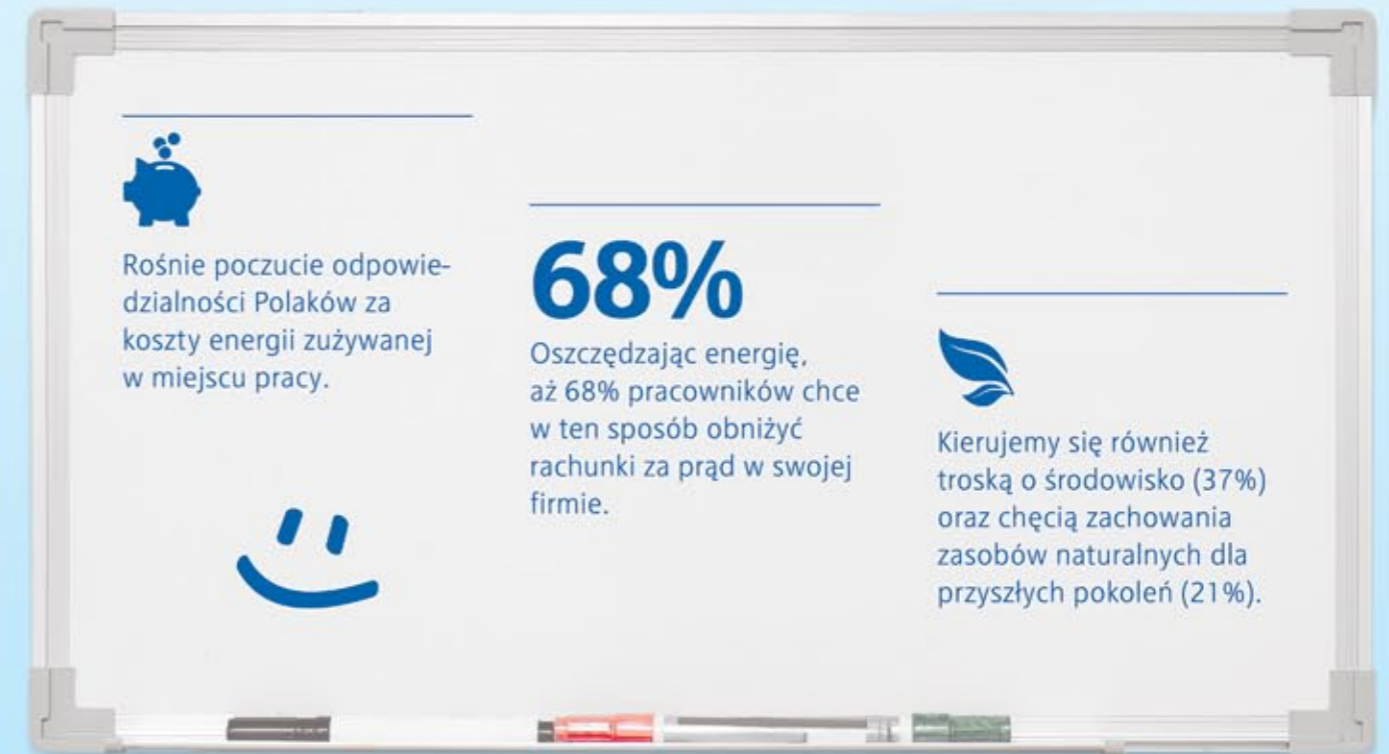 Rośnie poczucie odpowie-
dzialności Polaków za
koszty energii zużywanej
w miejscu pracy.
68%
Oszczędzając energię,
aż 68% pracowników chce
w ten sposób obniżyć
rachunki za prąd w swojej
firmie.
Kierujemy się również
troską o środowisko (37%)
oraz chęcią zachowania
zasobów naturalnych dla
przyszłych pokoleń (21%).